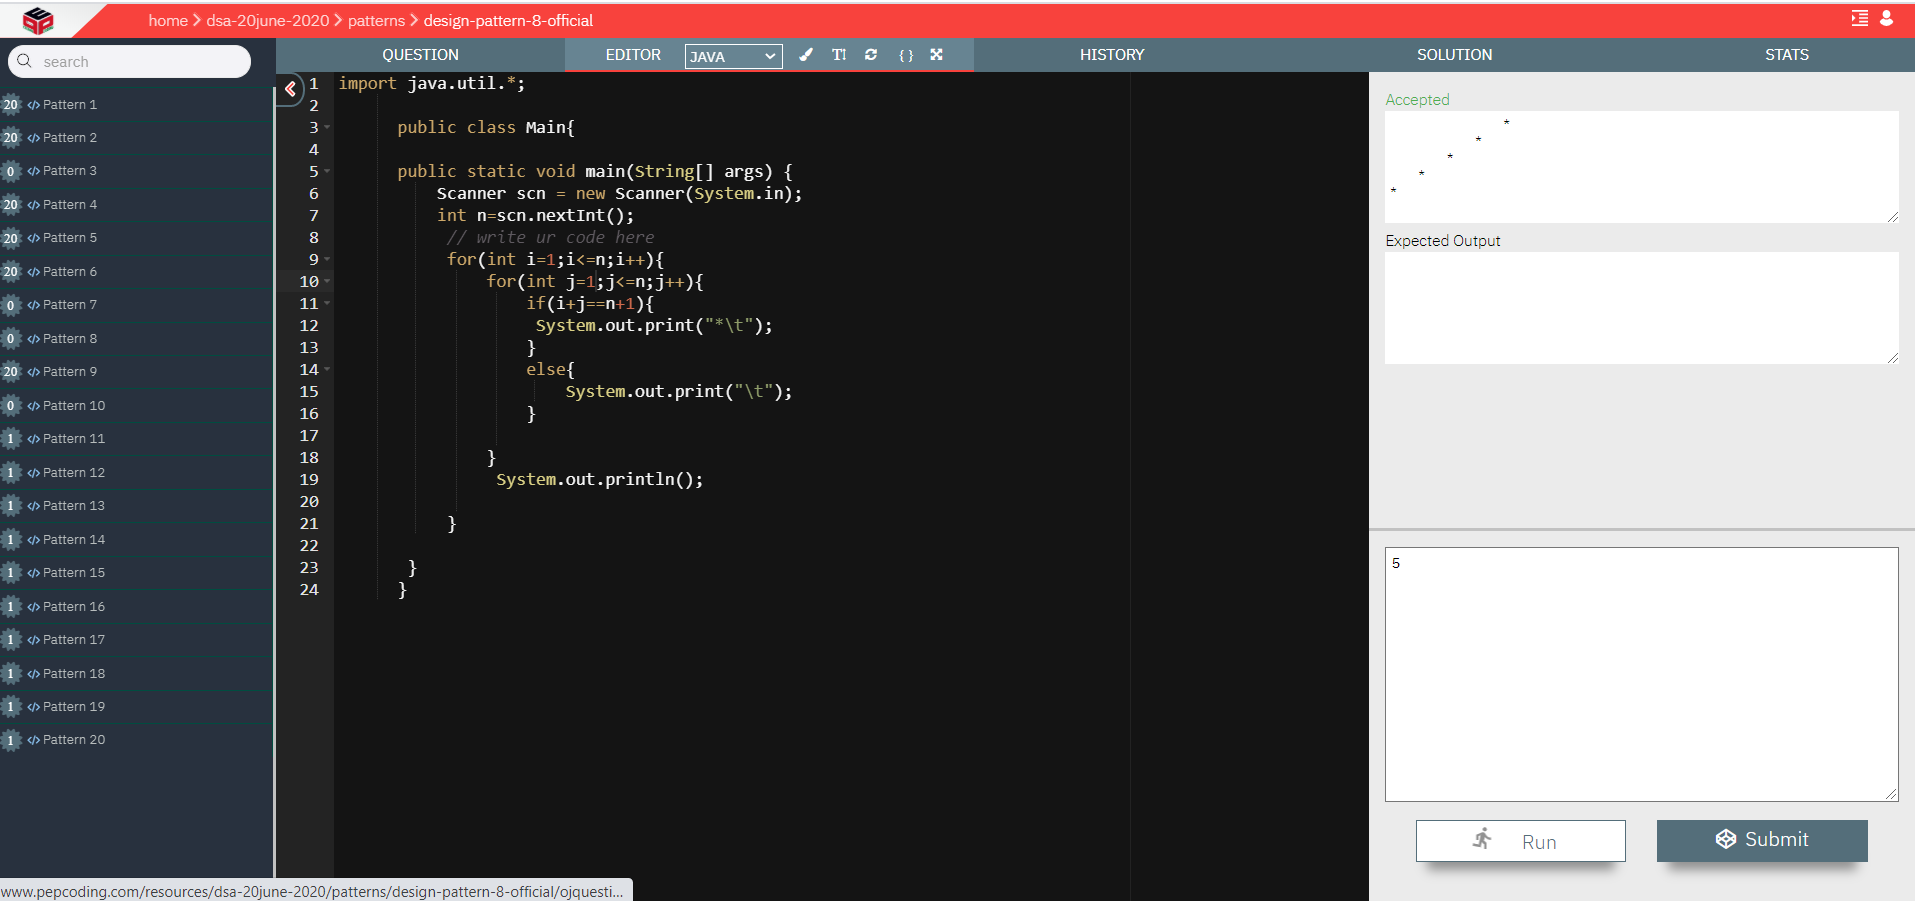 home > dsa-20june-2020 > patterns > design-pattern-8-official
search
QUESTION
EDITOR
JAVA
T!
{ }
HISTORY
SOLUTION
STATS
20 </> Pattern 1
20 </> Pattern 2
0 </> Pattern 3
20 </> Pattern 4
20 </> Pattern 5
20 </> Pattern 6
0 </> Pattern 7
0 </> Pattern 8
20 </> Pattern 9
0 </> Pattern 10
1 </> Pattern 11
1 </> Pattern 12
1 </> Pattern 13
1 </> Pattern 14
1 </> Pattern 15
1 </> Pattern 16
1 </> Pattern 17
1 </> Pattern 18
1 </> Pattern 19
1 </> Pattern 20
1 import java.util.*;
2
3 public class Main{
4
5 public static void main(String[] args) {
6 Scanner scn = new Scanner(System.in);
7 int n=scn.nextInt();
8 // write ur code here
9 for(int i=1;i<=n;i++){
10 for(int j=1;j<=n;j++){
11 if(i+j==n+1){
12 System.out.print("*\t");
13 }
14 else{
15 System.out.print("\t");
16 }
17
18 }
19 System.out.println();
20
21 }
22
23 }
24 }
Accepted
*
*
*
*
*
Expected Output
5
Run
Submit
www.pepcoding.com/resources/dsa-20june-2020/patterns/design-pattern-8-official/ojquesti...